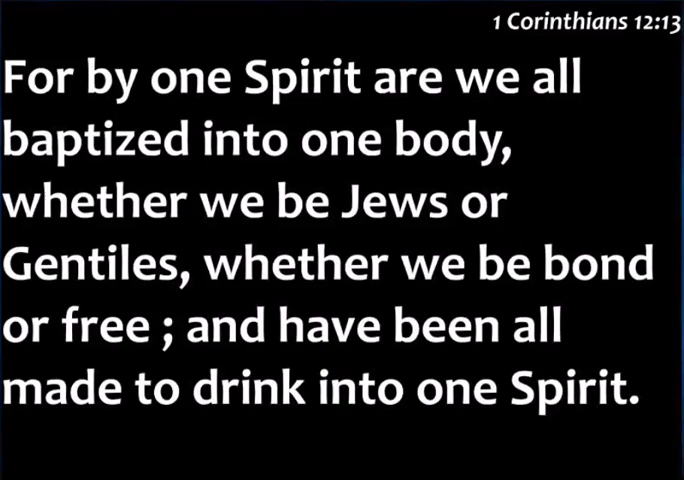 1 Corinthians 12:13
For by one Spirit are we all
baptized into one body,
whether we be Jews or
Gentiles, whether we be bond
or free ; and have been all
made to drink into one Spirit.